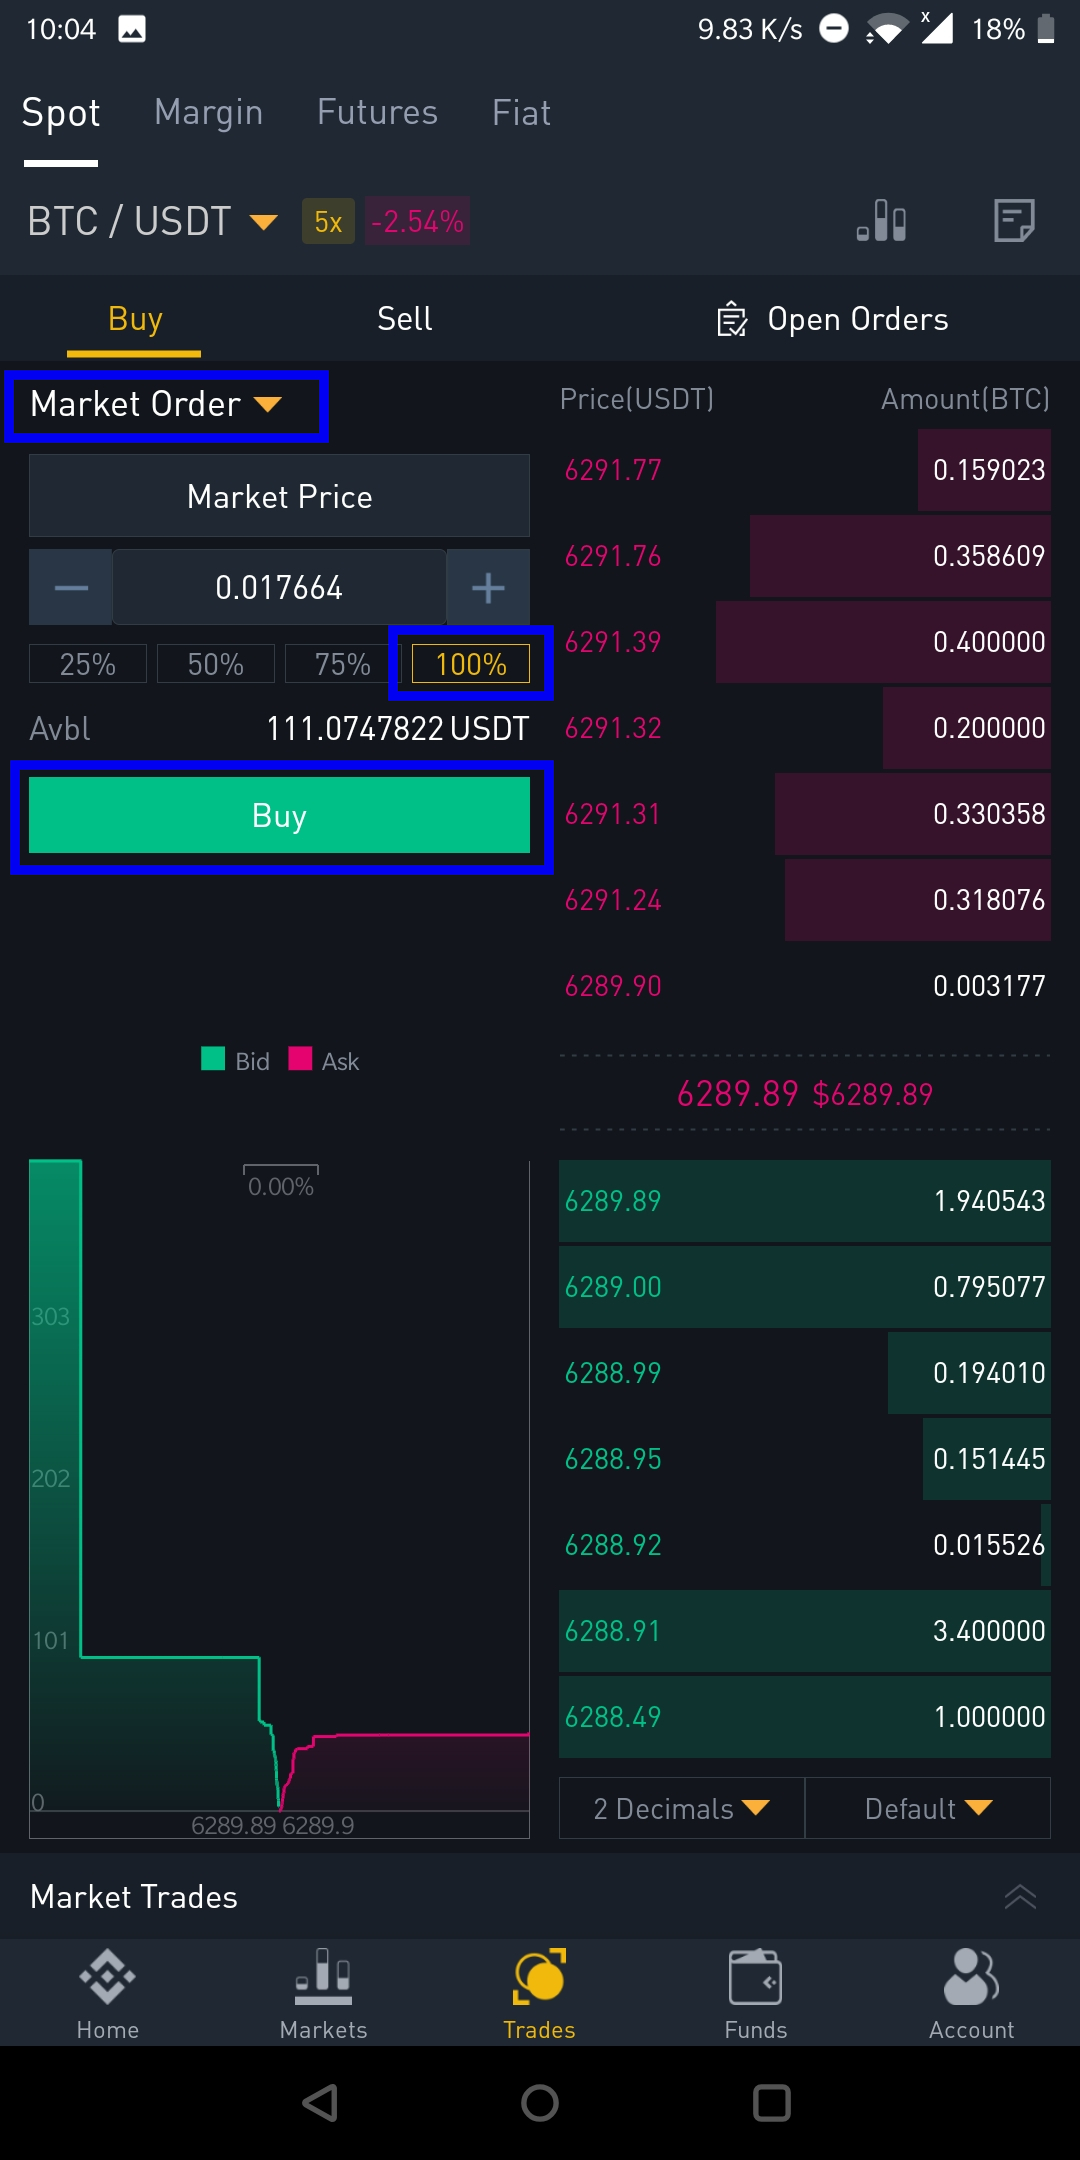 10:04 9.83 K/s x 18%
Spot Margin Futures Fiat
BTC / USDT 5x -2.54%
Buy Sell Open Orders
Market Order
Market Price
0.017664
25% 50% 75% 100%
Avbl 111.0747822 USDT
Buy
Price(USDT) Amount(BTC)
6291.77 0.159023
6291.76 0.358609
6291.39 0.400000
6291.32 0.200000
6291.31 0.330358
6291.24 0.318076
6289.90 0.003177
6289.89 $6289.89
6289.89 1.940543
6289.00 0.795077
6288.99 0.194010
6288.95 0.151445
6288.92 0.015526
6288.91 3.400000
6288.49 1.000000
2 Decimals Default
Bid Ask
0.00%
303
202
101
0
6289.89 6289.9
Market Trades
Home Markets Trades Funds Account